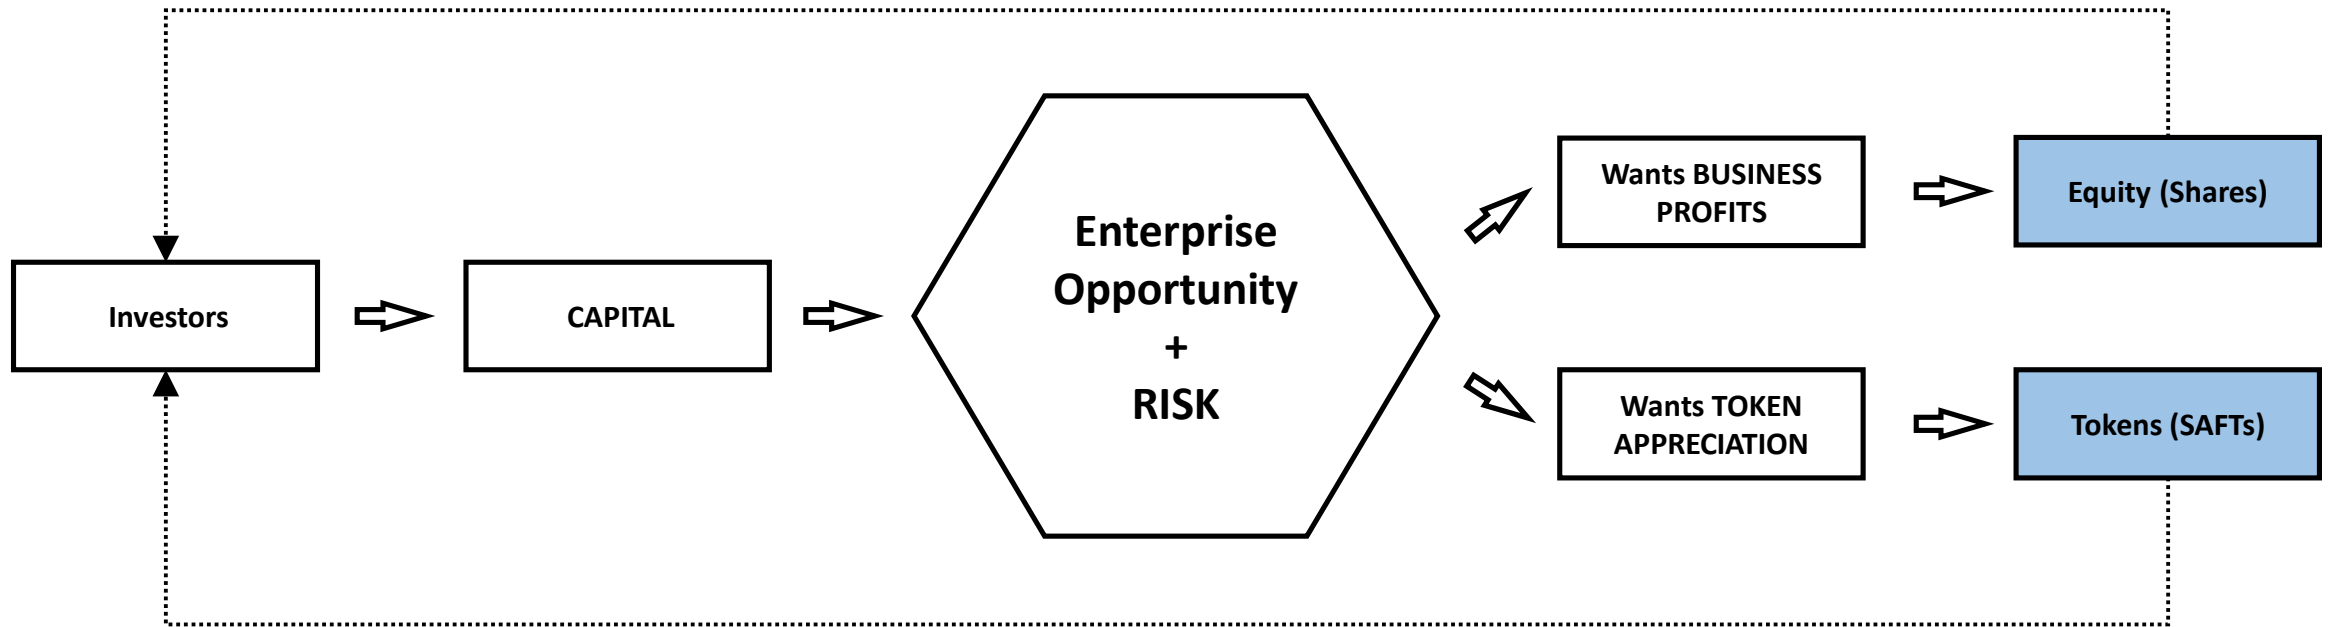 Investors
CAPITAL
Enterprise
Opportunity
+
RISK
Wants BUSINESS
PROFITS
Equity (Shares)
Wants TOKEN
APPRECIATION
Tokens (SAFTs)